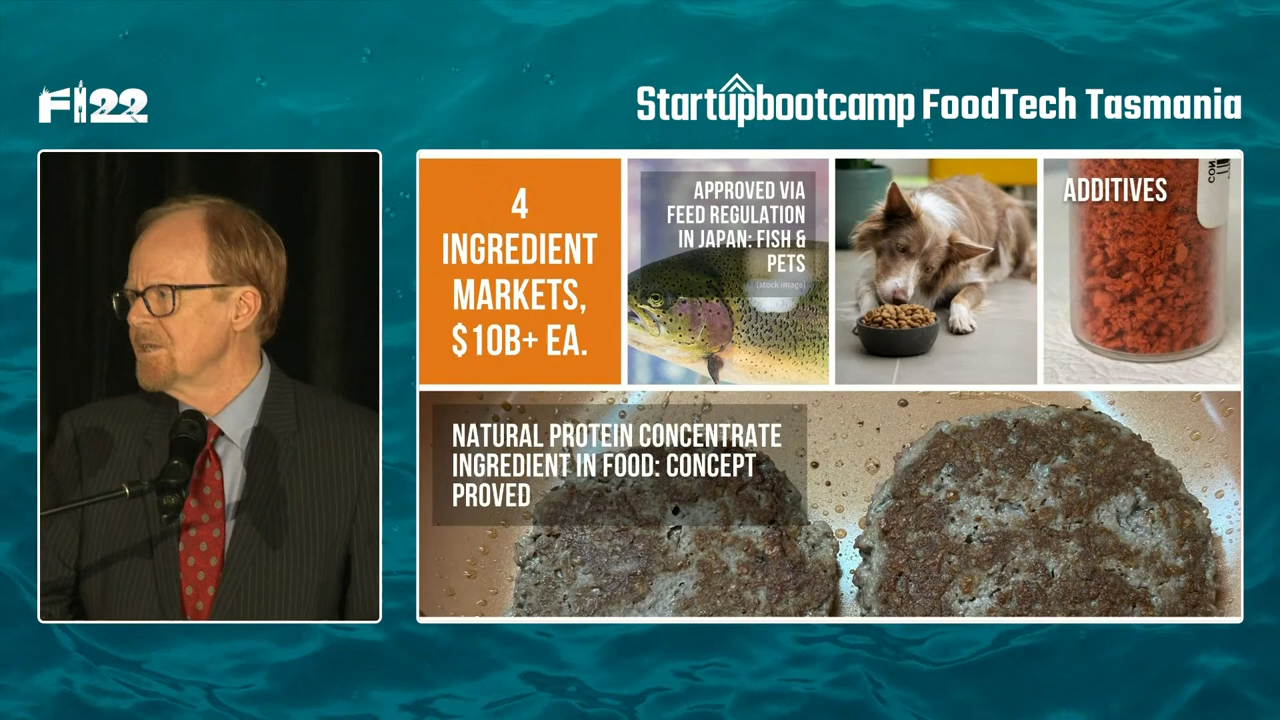 FI22
Startupbootcamp FoodTech Tasmania
4
INGREDIENT
MARKETS,
$10B+ EA.
APPROVED VIA
FEED REGULATION
IN JAPAN: FISH &
PETS
(stock image)
ADDITIVES
CON
NATURAL PROTEIN CONCENTRATE
INGREDIENT IN FOOD: CONCEPT
PROVED